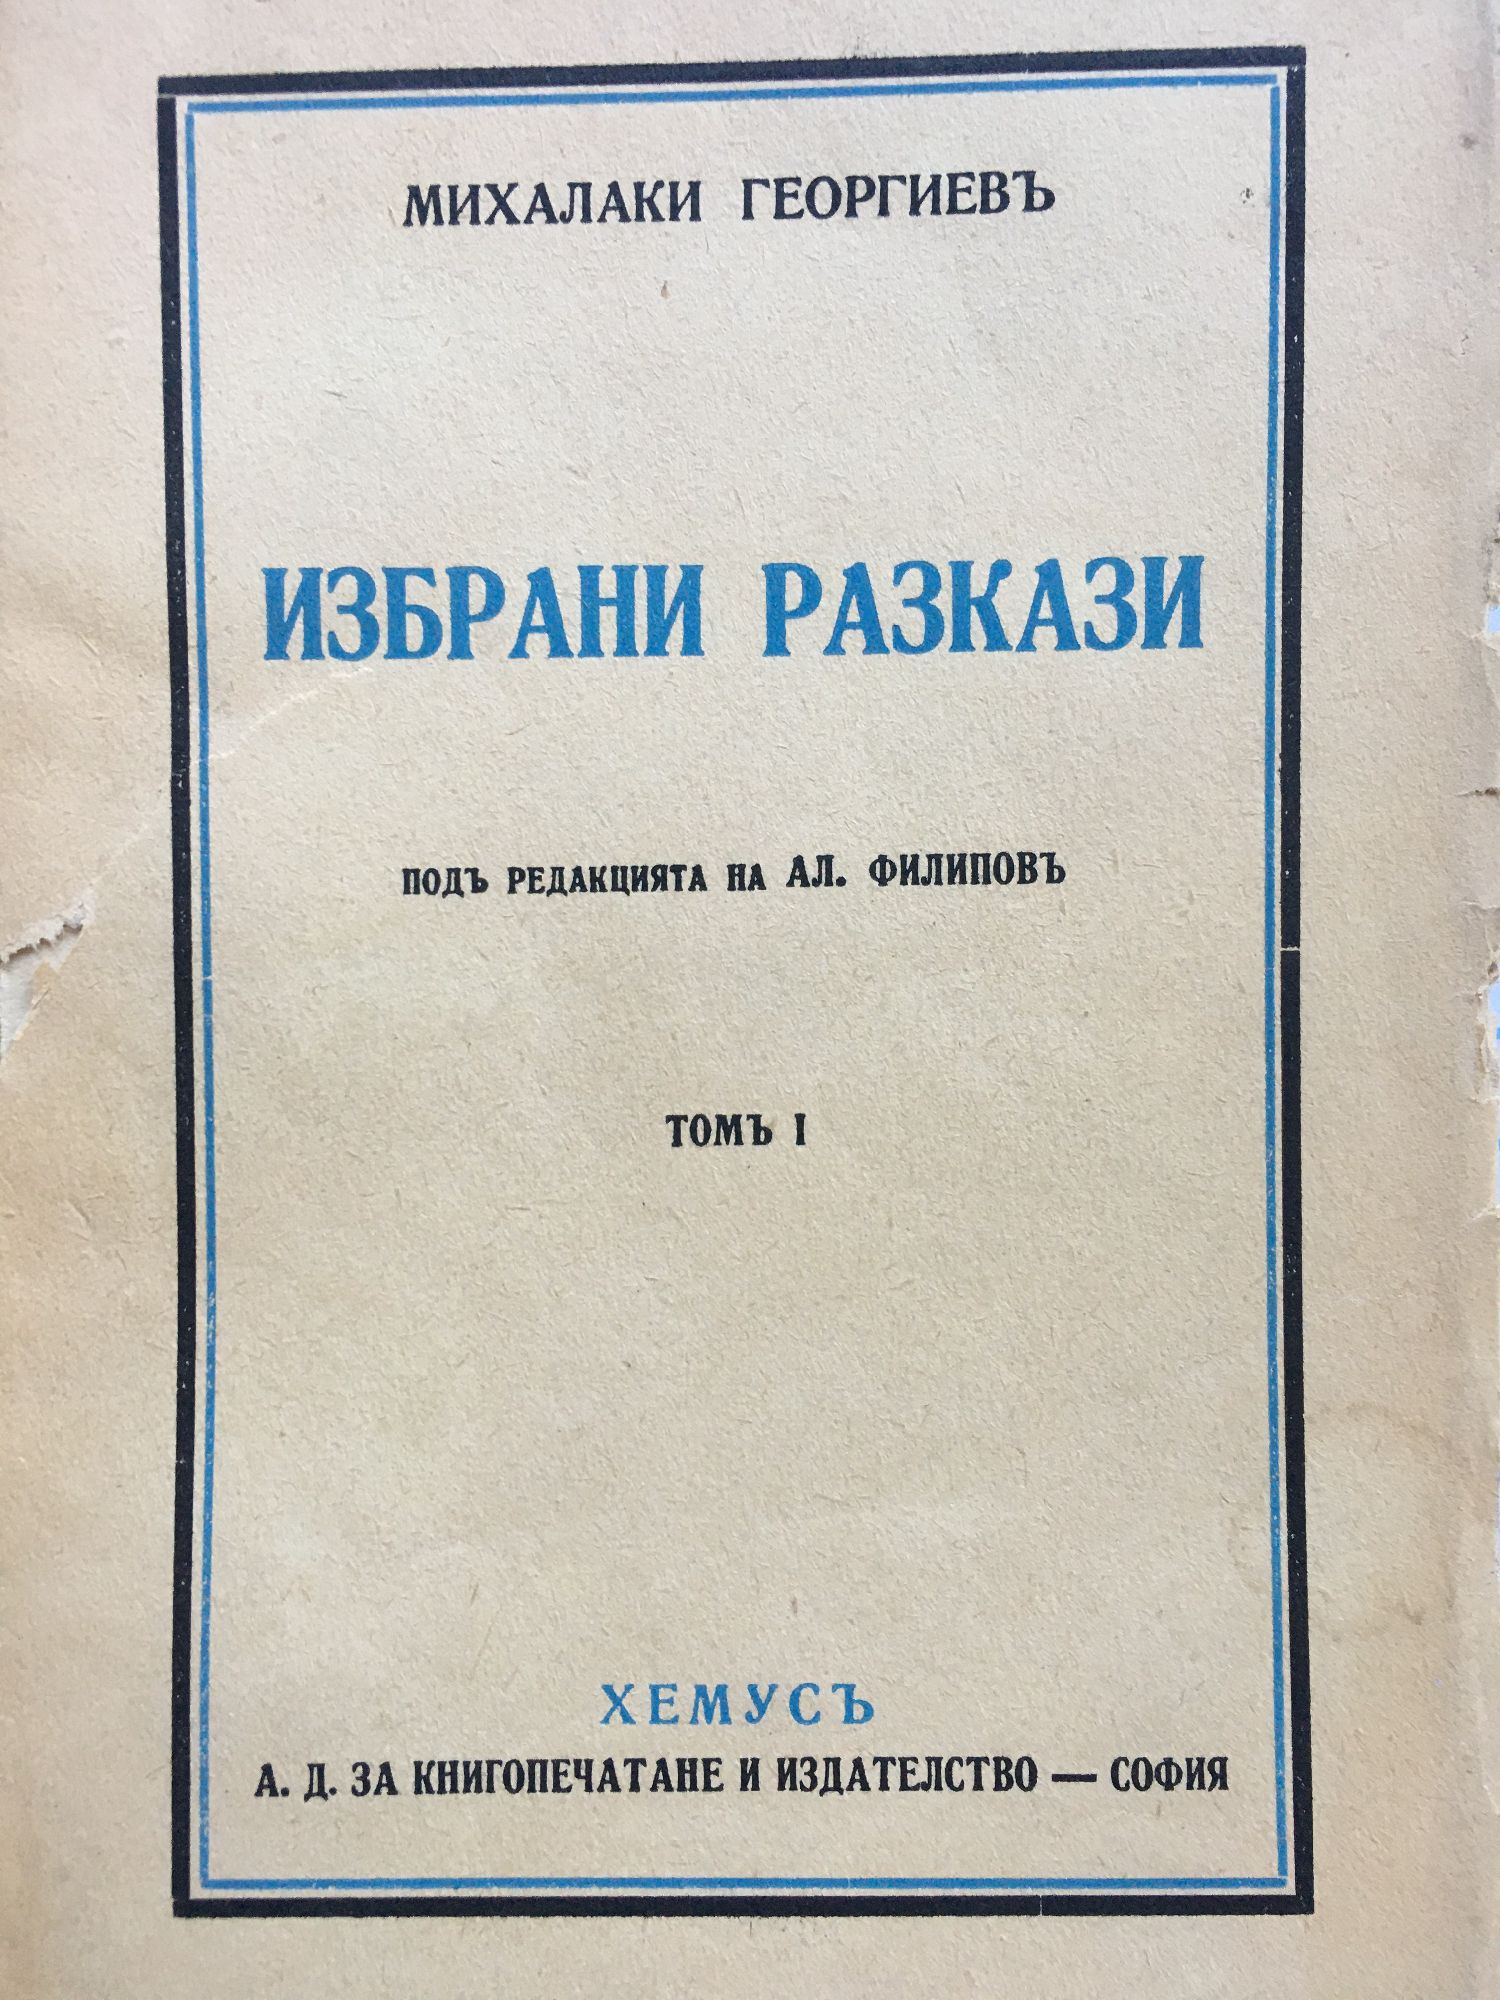 МИХАЛАКИ ГЕОРГИЕВЪ
ИЗБРАНИ РАЗКАЗИ
ПОДЪ РЕДАКЦИЯТА НА АЛ. ФИЛИПОВЪ
ТОМЪ I
ХЕМУСЪ
А. Д. ЗА КНИГОПЕЧАТАНЕ И ИЗДАТЕЛСТВО — СОФИЯ